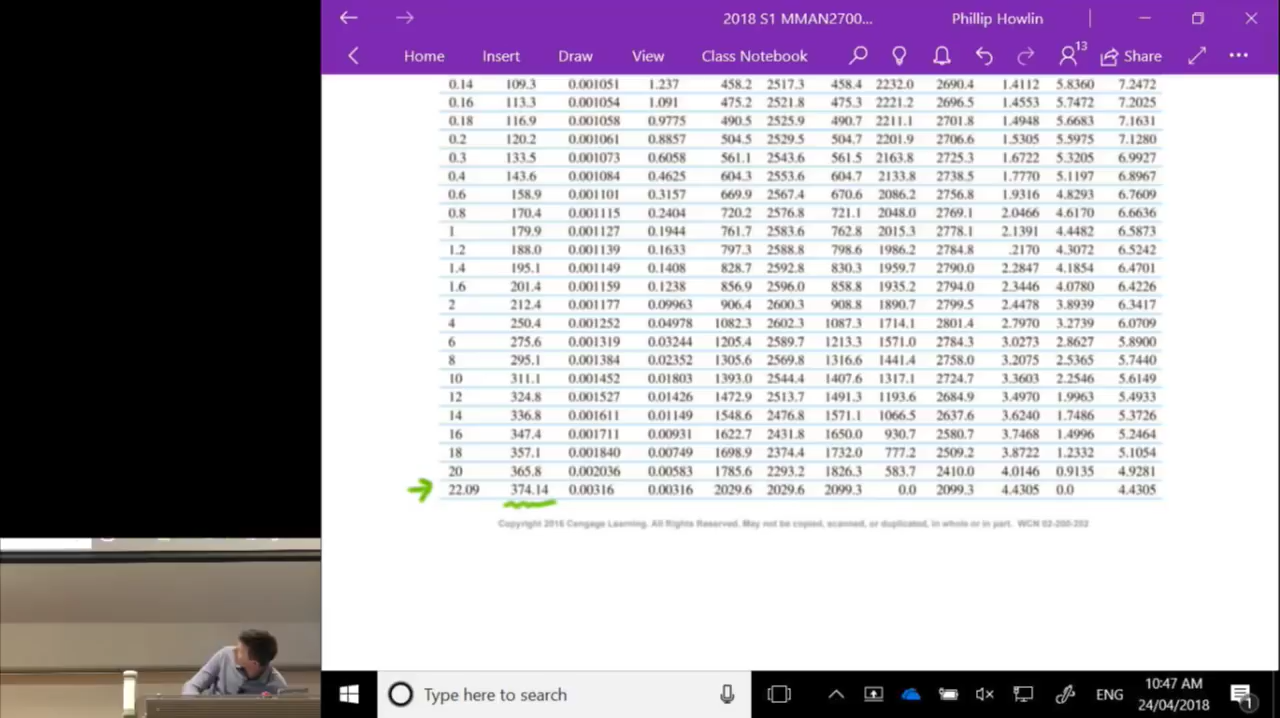 2018 S1 MMAN2700... Phillip Howlin
Home Insert Draw View Class Notebook 13 Share
0.14 109.3 0.001051 1.237 458.2 2517.3 458.4 2232.0 2690.4 1.4112 5.8360 7.2472
0.16 113.3 0.001054 1.091 475.2 2521.8 475.3 2221.2 2696.5 1.4553 5.7472 7.2025
0.18 116.9 0.001058 0.9775 490.5 2525.9 490.7 2211.1 2701.8 1.4948 5.6683 7.1631
0.2 120.2 0.001061 0.8857 504.5 2529.5 504.7 2201.9 2706.6 1.5305 5.5975 7.1280
0.3 133.5 0.001073 0.6058 561.1 2543.6 561.5 2163.8 2725.3 1.6722 5.3205 6.9927
0.4 143.6 0.001084 0.4625 604.3 2553.6 604.7 2133.8 2738.5 1.7770 5.1197 6.8967
0.6 158.9 0.001101 0.3157 669.9 2567.4 670.6 2086.2 2756.8 1.9316 4.8293 6.7609
0.8 170.4 0.001115 0.2404 720.2 2576.8 721.1 2048.0 2769.1 2.0466 4.6170 6.6636
1 179.9 0.001127 0.1944 761.7 2583.6 762.8 2015.3 2778.1 2.1391 4.4482 6.5873
1.2 188.0 0.001139 0.1633 797.3 2588.8 798.6 1986.2 2784.8 .2170 4.3072 6.5242
1.4 195.1 0.001149 0.1408 828.7 2592.8 830.3 1959.7 2790.0 2.2847 4.1854 6.4701
1.6 201.4 0.001159 0.1238 856.9 2596.0 858.8 1935.2 2794.0 2.3446 4.0780 6.4226
2 212.4 0.001177 0.09963 906.4 2600.3 908.8 1890.7 2799.5 2.4478 3.8939 6.3417
4 250.4 0.001252 0.04978 1082.3 2602.3 1087.3 1714.1 2801.4 2.7970 3.2739 6.0709
6 275.6 0.001319 0.03244 1205.4 2589.7 1213.3 1571.0 2784.3 3.0273 2.8627 5.8900
8 295.1 0.001384 0.02352 1305.6 2569.8 1316.6 1441.4 2758.0 3.2075 2.5365 5.7440
10 311.1 0.001452 0.01803 1393.0 2544.4 1407.6 1317.1 2724.7 3.3603 2.2546 5.6149
12 324.8 0.001527 0.01426 1472.9 2513.7 1491.3 1193.6 2684.9 3.4970 1.9963 5.4933
14 336.8 0.001611 0.01149 1548.6 2476.8 1571.1 1066.5 2637.6 3.6240 1.7486 5.3726
16 347.4 0.001711 0.00931 1622.7 2431.8 1650.0 930.7 2580.7 3.7468 1.4996 5.2464
18 357.1 0.001840 0.00749 1698.9 2374.4 1732.0 777.2 2509.2 3.8722 1.2332 5.1054
20 365.8 0.002036 0.00583 1785.6 2293.2 1826.3 583.7 2410.0 4.0146 0.9135 4.9281
22.09 374.14 0.00316 0.00316 2029.6 2029.6 2099.3 0.0 2099.3 4.4305 0.0 4.4305
Copyright 2016 Cengage Learning. All Rights Reserved. May not be copied, scanned, or duplicated, in whole or in part. WCN 02-200-202
Type here to search ENG 10:47 AM
24/04/2018 1